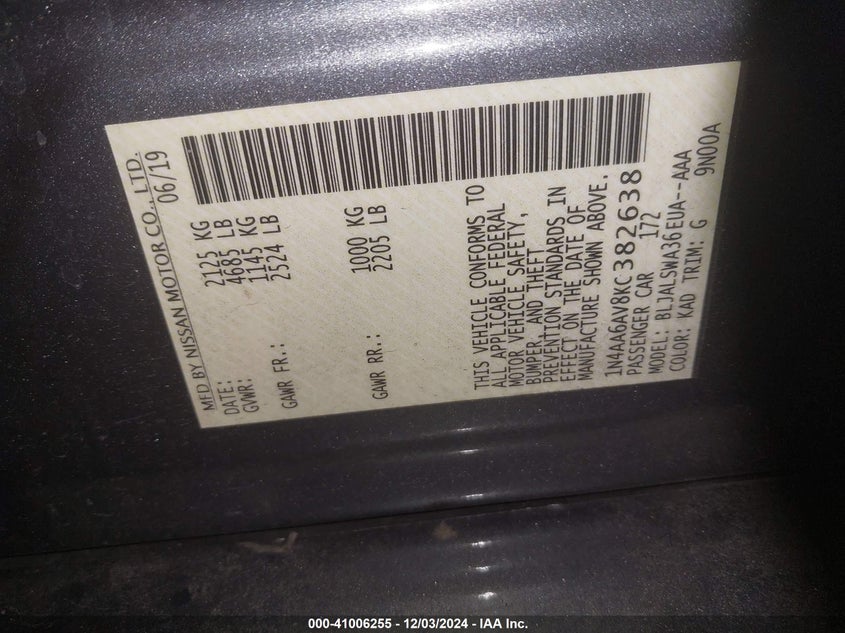 MFD BY NISSAN MOTOR CO., LTD.
DATE: 06/19
GVWR: 2125 KG
4685 LB
GAWR FR.: 1145 KG
2524 LB
GAWR RR.: 1000 KG
2205 LB
THIS VEHICLE CONFORMS TO
ALL APPLICABLE FEDERAL
MOTOR VEHICLE SAFETY,
BUMPER, AND THEFT
PREVENTION STANDARDS IN
EFFECT ON THE DATE OF
MANUFACTURE SHOWN ABOVE.
1N4AA6AV8KC382638
PASSENGER CAR 172
MODEL: BLJALSWA36EUA--AAA
COLOR: KAD TRIM: G 9N00A
000-41006255 - 12/03/2024 - IAA Inc.